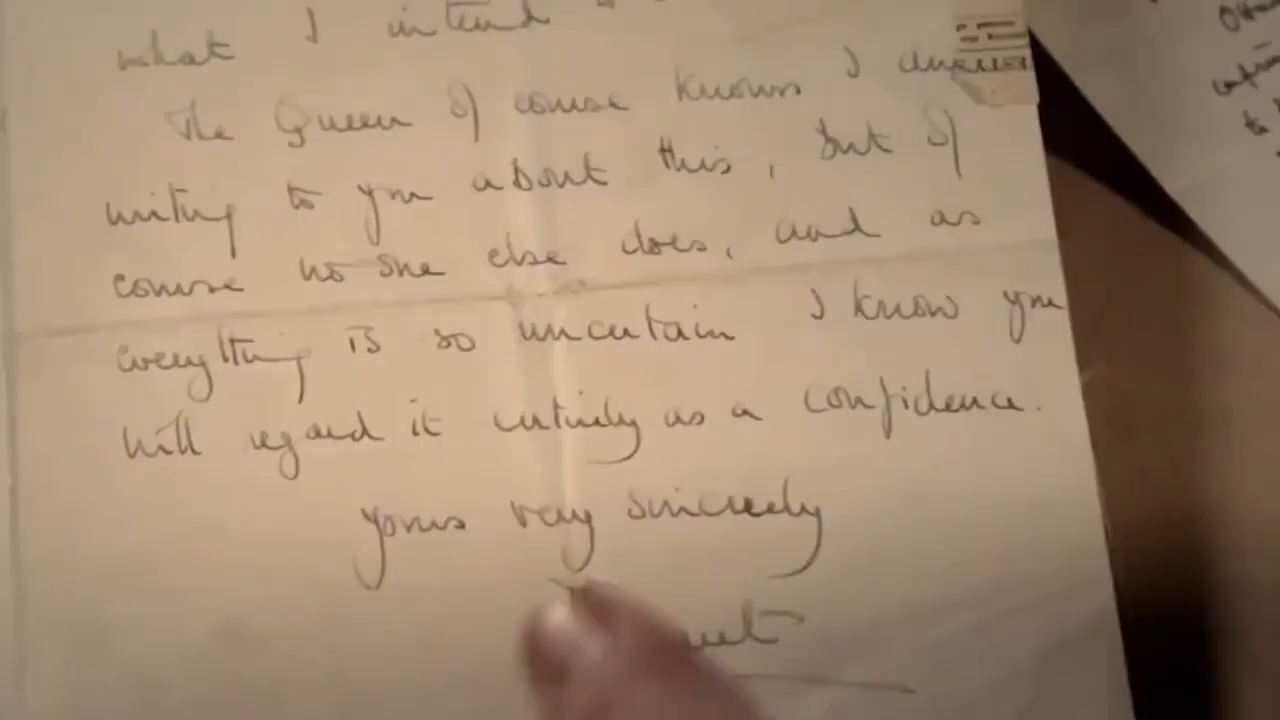 what I intend
The Queen of course knows I am
writing to you about this, but of
course no one else does, and as
everything is so uncertain I know you
will regard it entirely as a confidence.
Yours very sincerely